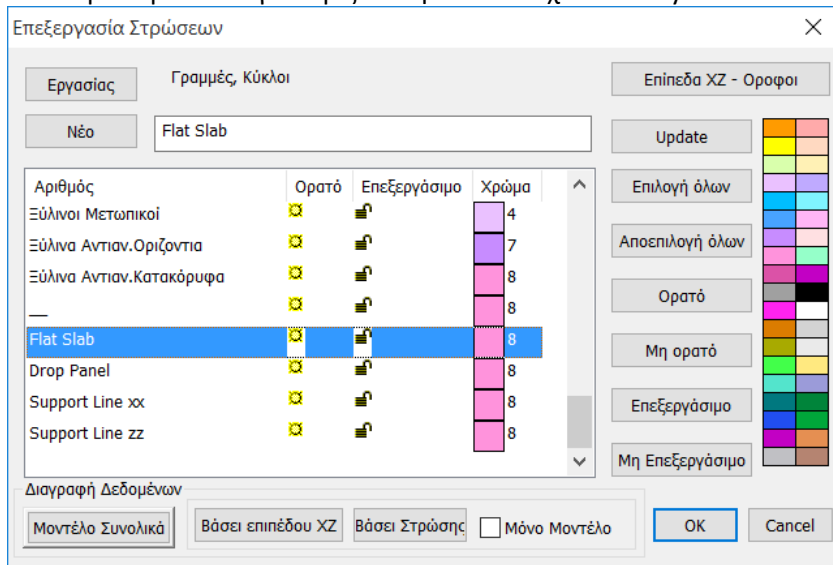 Επεξεργασία Στρώσεων
Εργασίας Γραμμές, Κύκλοι Επίπεδα XZ - Οροφοι
Νέο Flat Slab Update
Αριθμός Ορατό Επεξεργάσιμο Χρώμα Επιλογή όλων
Ξύλινοι Μετωπικοί 4
Ξύλινα Αντιαν.Οριζοντια 7 Αποεπιλογή όλων
Ξύλινα Αντιαν.Κατακόρυφα 8
__ 8 Ορατό
Flat Slab 8
Drop Panel 8 Μη ορατό
Support Line xx 8 Επεξεργάσιμο
Support Line zz 8
Μη Επεξεργάσιμο
Διαγραφή Δεδομένων
Μοντέλο Συνολικά Βάσει επιπέδου XZ Βάσει Στρώσης Μόνο Μοντέλο OK Cancel